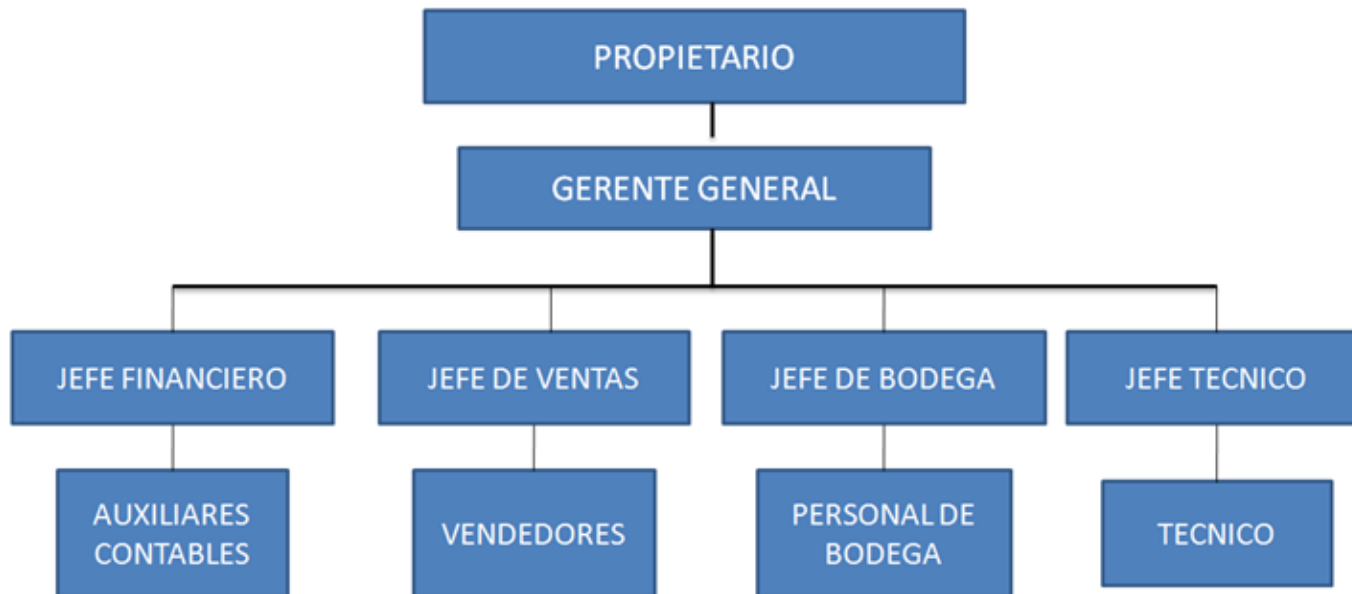 PROPIETARIO
GERENTE GENERAL
JEFE FINANCIERO
JEFE DE VENTAS
JEFE DE BODEGA
JEFE TECNICO
AUXILIARES
CONTABLES
VENDEDORES
PERSONAL DE
BODEGA
TECNICO